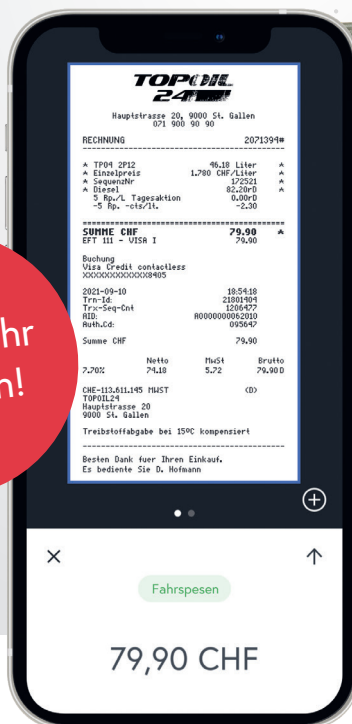 TOPOIL
24
Hauptstrasse 20, 9000 St. Gallen
071 900 90 90
RECHNUNG 2071394#
* TP04 2P12 46.18 Liter *
* Einzelpreis 1.780 CHF/Liter *
* SequenzNr 172521 *
* Diesel 82.20rD *
5 Rp./L Tagesaktion 0.00rD
-5 Rp. -cts/lt. -2.30
SUMME CHF 79.90 *
EFT 111 - VISA I 79.90
Buchung
Visa Credit contactless
XXXXXXXXXXXX8405
2021-09-10 18:54:18
Trn-Id: 21801404
Trx-Seq-Cnt 1206477
AID: A0000000062010
Auth.Cd: 095647
Summe CHF 79.90
Netto MwSt Brutto
7.70% 74.18 5.72 79.90 D
CHE-113.611.145 MWST (D)
TOPOIL24
Hauptstrasse 20
9000 St. Gallen
Treibstoffabgabe bei 15ºC kompensiert
Besten Dank fuer Ihren Einkauf.
Es bediente Sie D. Hofmann
Fahrspesen
79,90 CHF